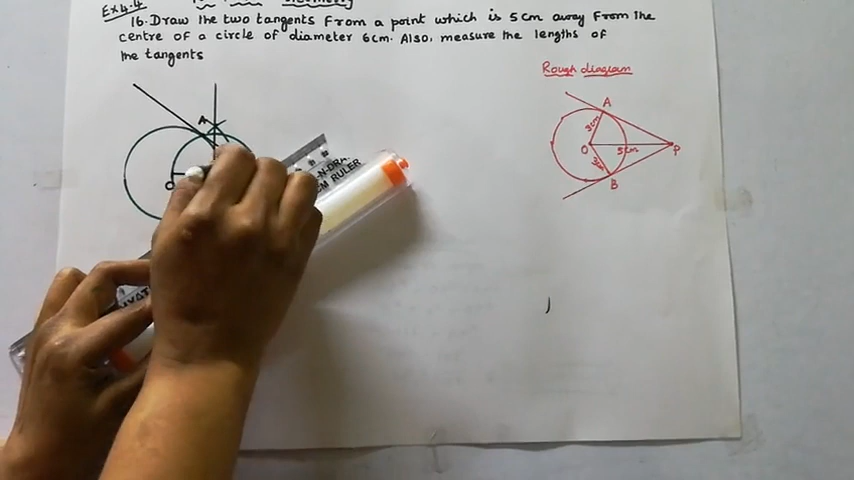 Ex 4.4
16. Draw the two tangents from a point which is 5cm away from the
centre of a circle of diameter 6cm. Also, measure the lengths of
the tangents
Rough diagram
A
3cm
O
5cm
P
3cm
B
A
O
RULER